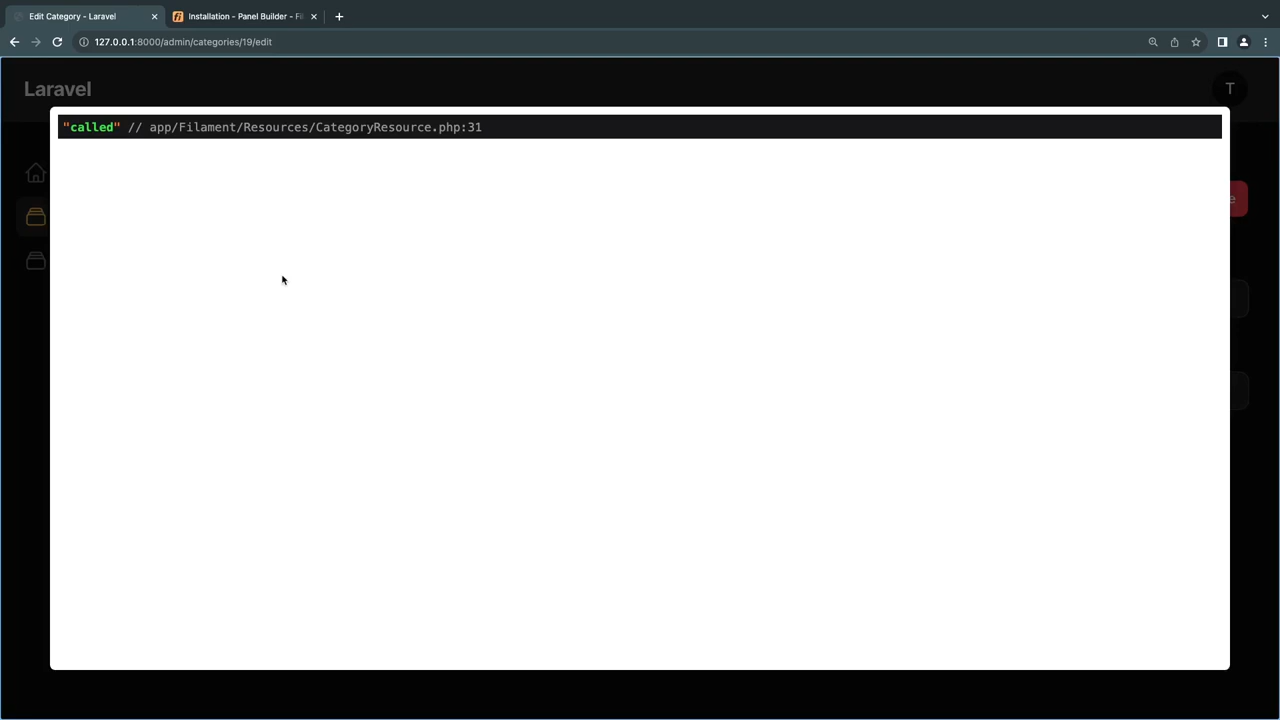 Edit Category - Laravel
Installation - Panel Builder - Fi
127.0.0.1:8000/admin/categories/19/edit
Laravel
T
"called" // app/Filament/Resources/CategoryResource.php:31
e